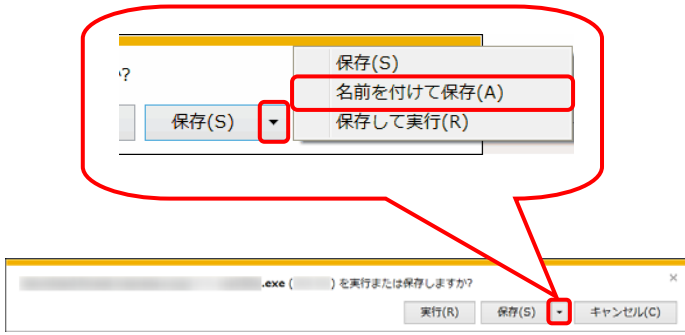 か?
保存(S)
保存(S)
名前を付けて保存(A)
保存して実行(R)
.exe ( ) を実行または保存しますか?
×
実行(R) 保存(S) キャンセル(C)